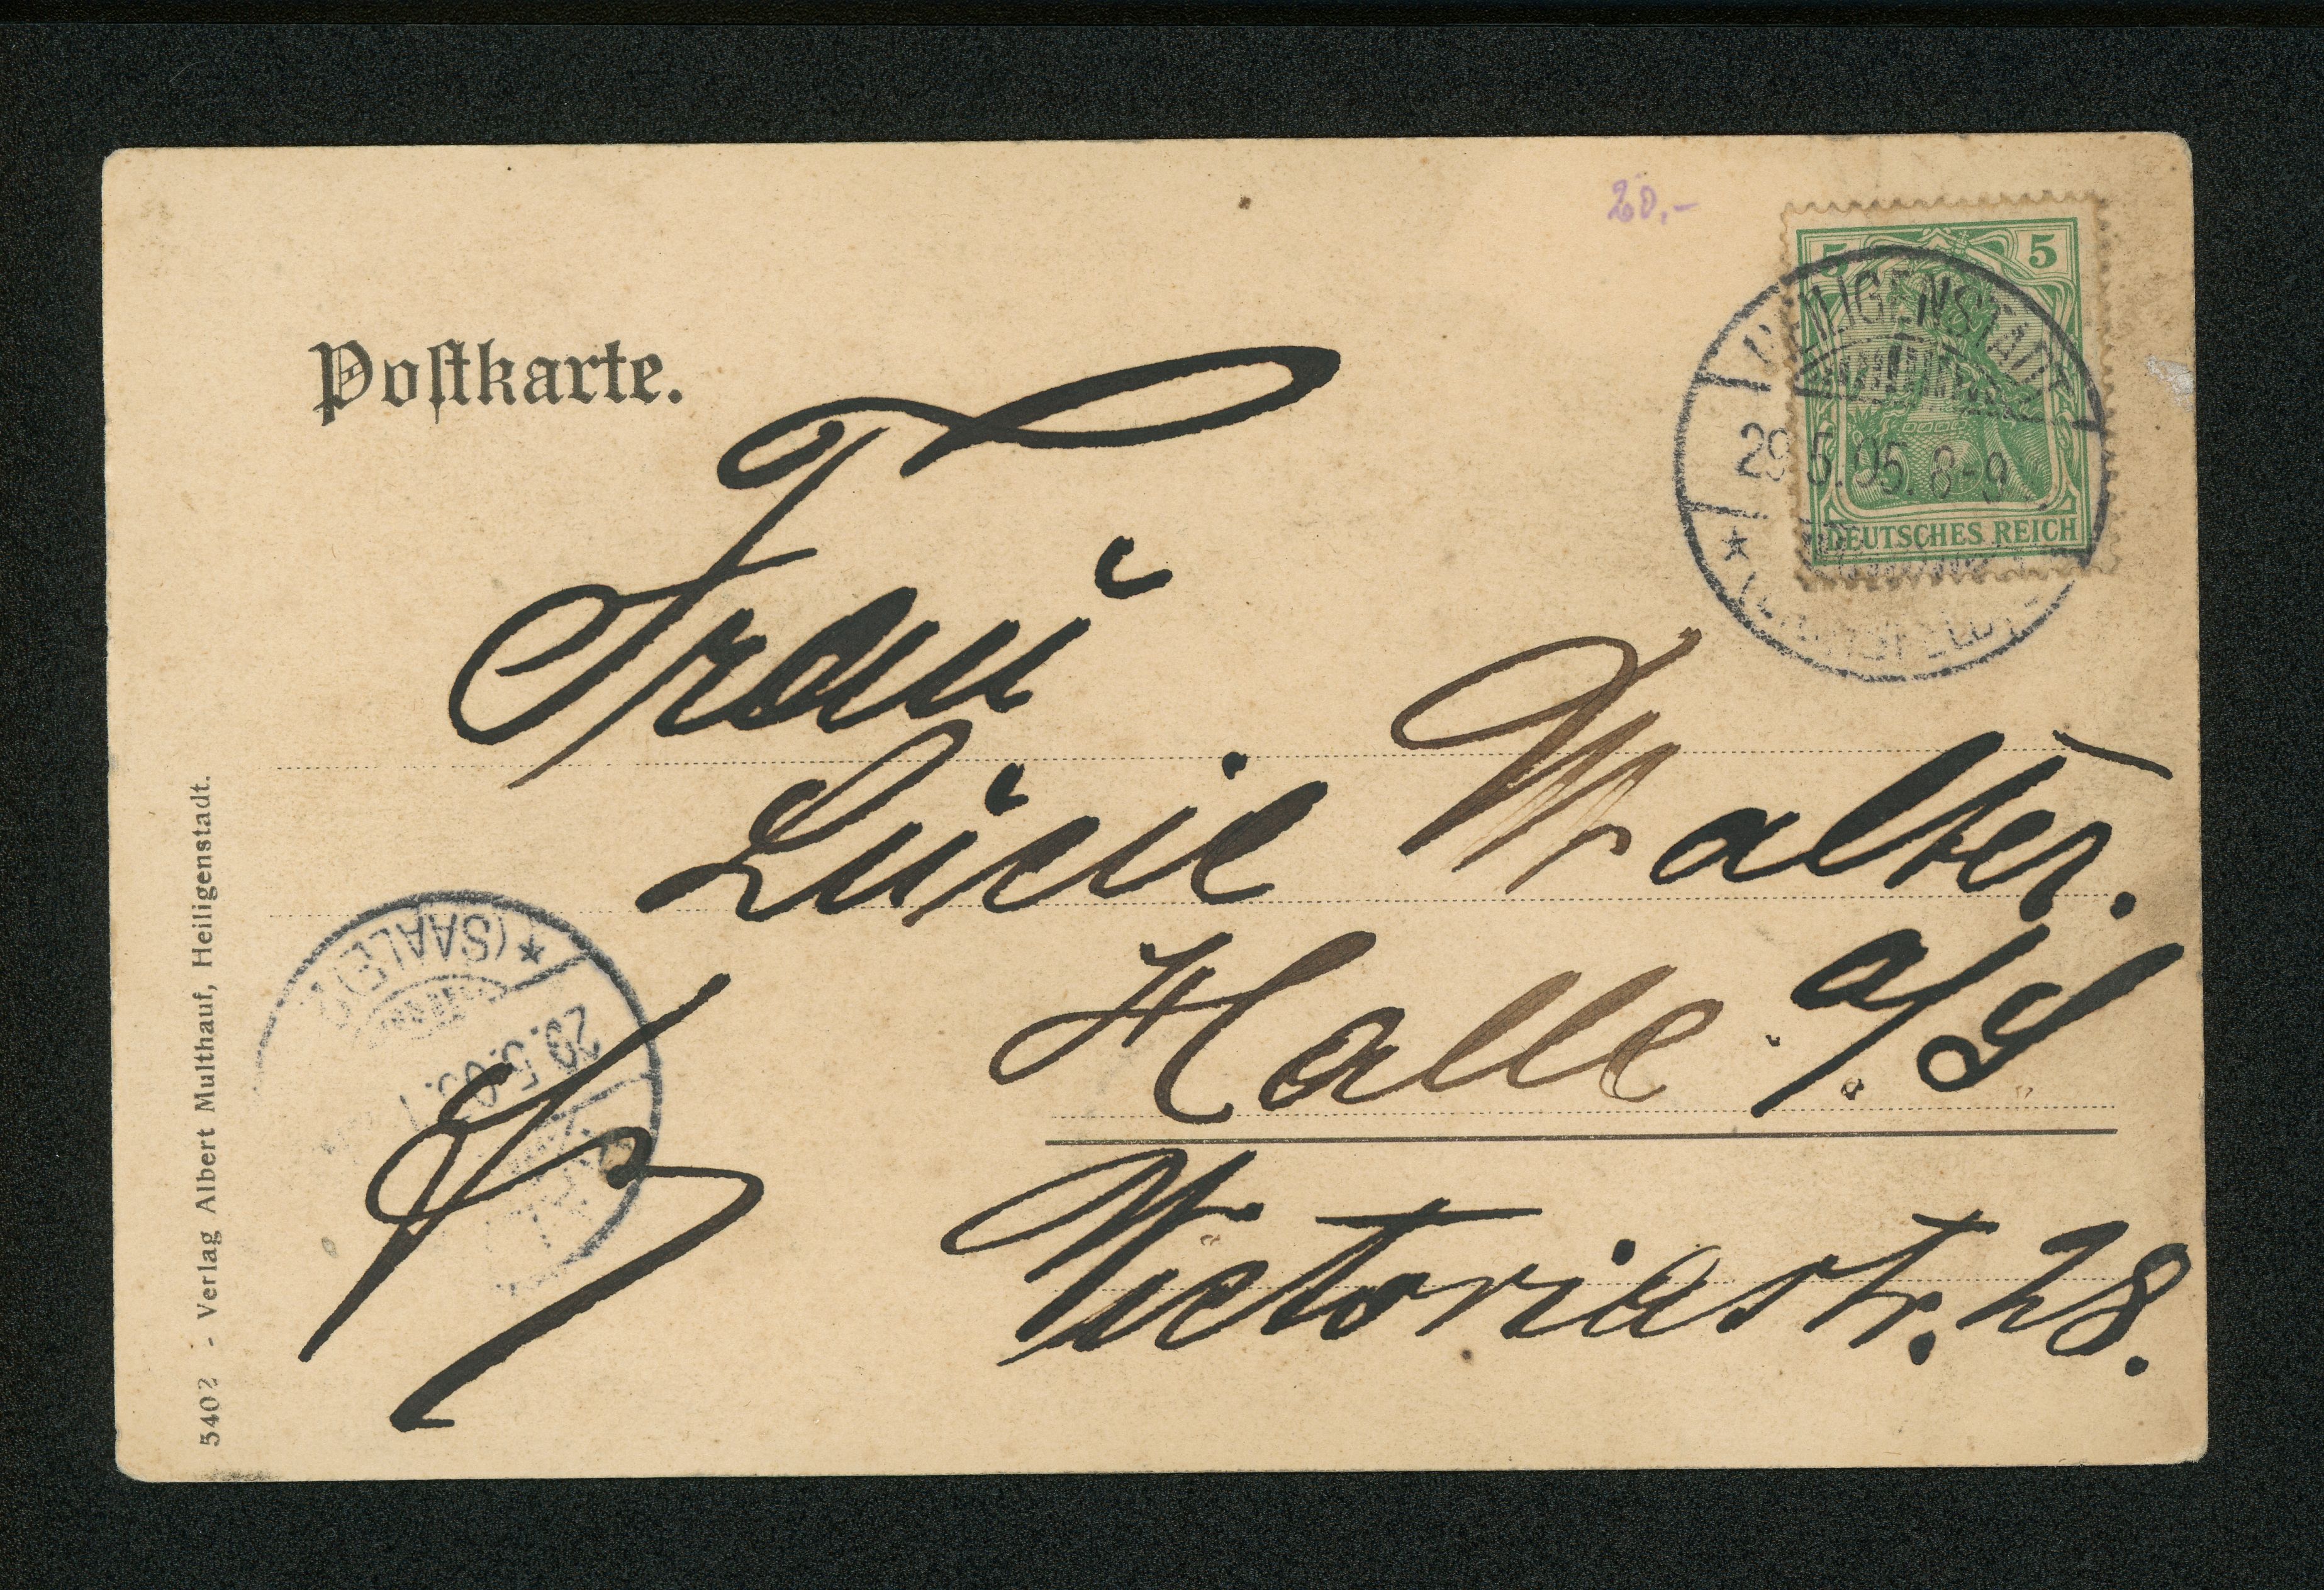 20.-
5 5
HEILIGENSTADT
29.5.05. 8-9
DEUTSCHES REICH
Postkarte.
Frau
Lucie Walter.
Halle a/S
Victoriastr. 28.
(SAALE)
29.5.05.
5402 - Verlag Albert Multhauf, Heiligenstadt.